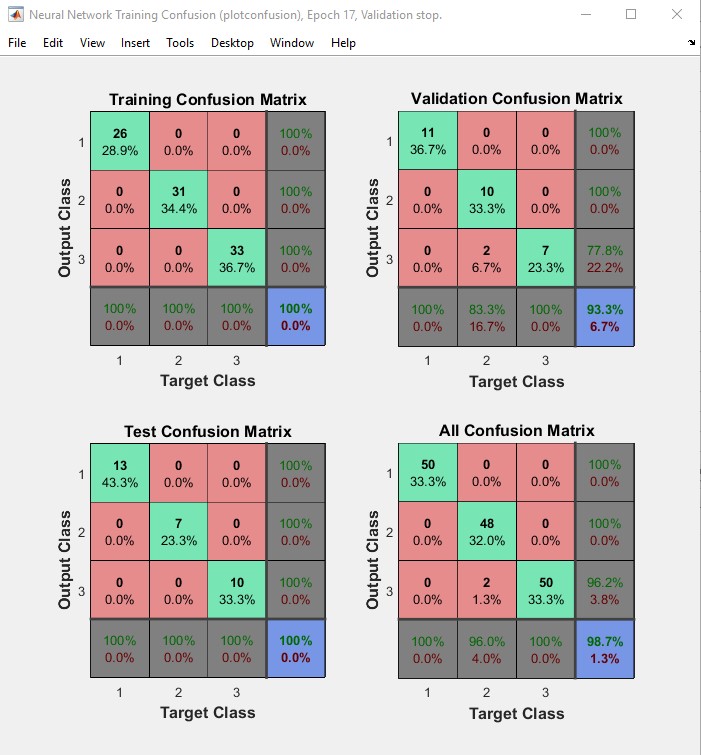 Neural Network Training Confusion (plotconfusion), Epoch 17, Validation stop.
File Edit View Insert Tools Desktop Window Help
Training Confusion Matrix
Output Class
1
26 0 0 100%
28.9% 0.0% 0.0% 0.0%
2
0 31 0 100%
0.0% 34.4% 0.0% 0.0%
3
0 0 33 100%
0.0% 0.0% 36.7% 0.0%
100% 100% 100% 100%
0.0% 0.0% 0.0% 0.0%
1 2 3
Target Class
Validation Confusion Matrix
Output Class
1
11 0 0 100%
36.7% 0.0% 0.0% 0.0%
2
0 10 0 100%
0.0% 33.3% 0.0% 0.0%
3
0 2 7 77.8%
0.0% 6.7% 23.3% 22.2%
100% 83.3% 100% 93.3%
0.0% 16.7% 0.0% 6.7%
1 2 3
Target Class
Test Confusion Matrix
Output Class
1
13 0 0 100%
43.3% 0.0% 0.0% 0.0%
2
0 7 0 100%
0.0% 23.3% 0.0% 0.0%
3
0 0 10 100%
0.0% 0.0% 33.3% 0.0%
100% 100% 100% 100%
0.0% 0.0% 0.0% 0.0%
1 2 3
Target Class
All Confusion Matrix
Output Class
1
50 0 0 100%
33.3% 0.0% 0.0% 0.0%
2
0 48 0 100%
0.0% 32.0% 0.0% 0.0%
3
0 2 50 96.2%
0.0% 1.3% 33.3% 3.8%
100% 96.0% 100% 98.7%
0.0% 4.0% 0.0% 1.3%
1 2 3
Target Class